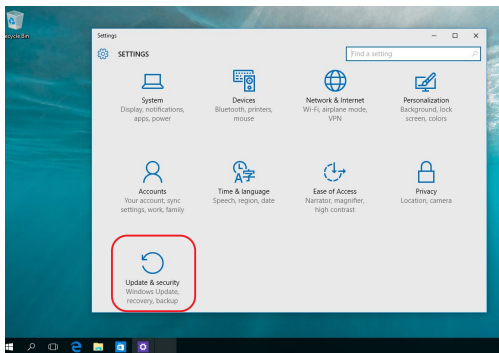 Recycle Bin
Settings
SETTINGS
Find a setting
System
Display, notifications,
apps, power
Devices
Bluetooth, printers,
mouse
Network & Internet
Wi-Fi, airplane mode,
VPN
Personalization
Background, lock
screen, colors
Accounts
Your account, sync
settings, work, family
Time & language
Speech, region, date
Ease of Access
Narrator, magnifier,
high contrast
Privacy
Location, camera
Update & security
Windows Update,
recovery, backup